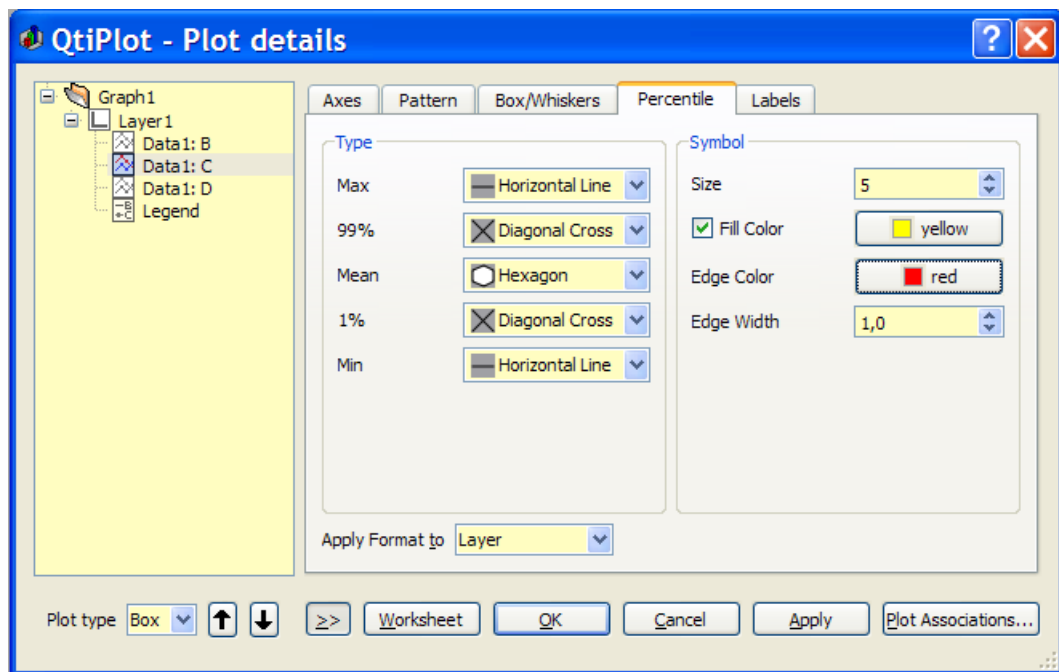 QtiPlot - Plot details
Graph1
Layer1
Data1: B
Data1: C
Data1: D
Legend
Axes Pattern Box/Whiskers Percentile Labels
Type
Max Horizontal Line
99% Diagonal Cross
Mean Hexagon
1% Diagonal Cross
Min Horizontal Line
Symbol
Size 5
Fill Color yellow
Edge Color red
Edge Width 1,0
Apply Format to Layer
Plot type Box >> Worksheet OK Cancel Apply Plot Associations...